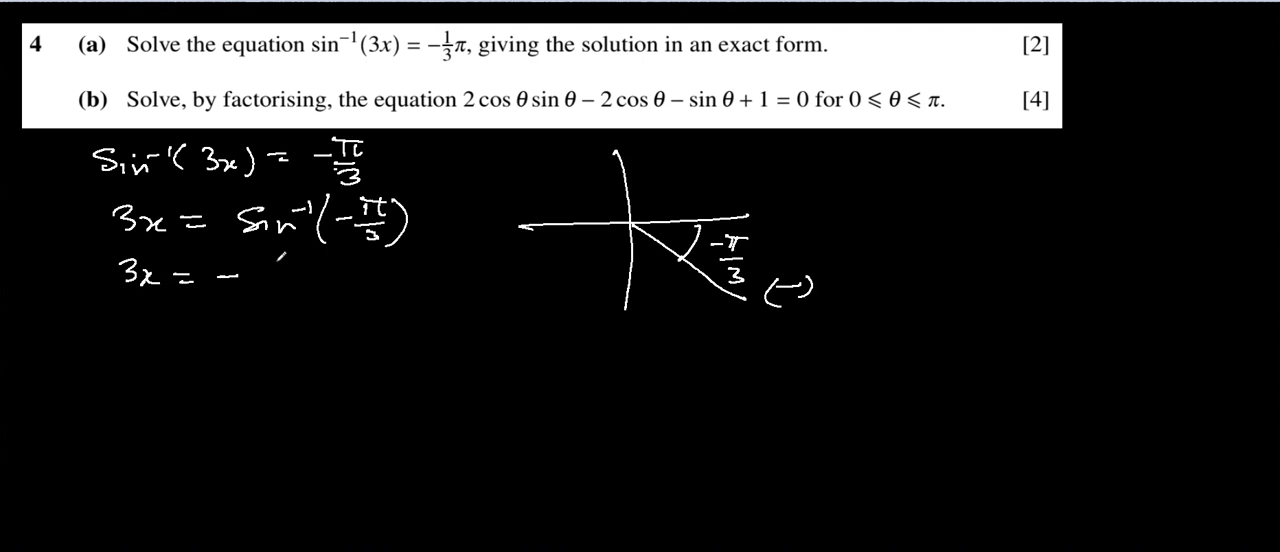 4 (a) Solve the equation sin⁻¹(3x) = −⅓π, giving the solution in an exact form. [2]
(b) Solve, by factorising, the equation 2 cos θ sin θ − 2 cos θ − sin θ + 1 = 0 for 0 ⩽ θ ⩽ π. [4]
Sin⁻¹(3x) = -π/3
3x = Sin⁻¹(-π/3)
3x = -
-π/3
(-)